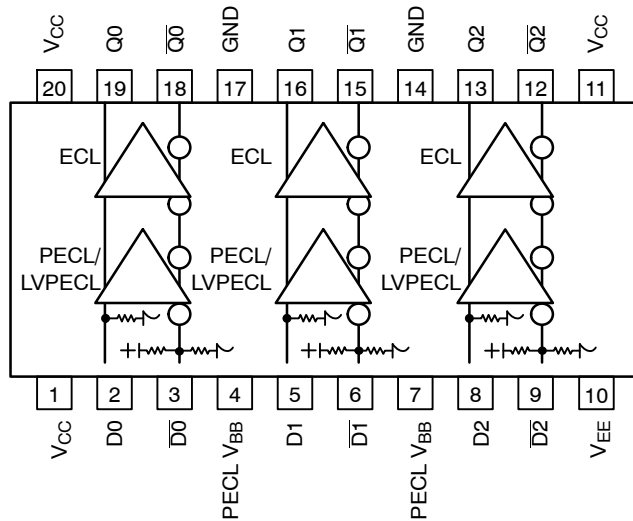 VCC Q0 Q̅0̅ GND Q1 Q̅1̅ GND Q2 Q̅2̅ VCC
20 19 18 17 16 15 14 13 12 11
ECL ECL ECL
PECL/ PECL/ PECL/
LVPECL LVPECL LVPECL
1 2 3 4 5 6 7 8 9 10
VCC D0 D̅0̅ PECL VBB D1 D̅1̅ PECL VBB D2 D̅2̅ VEE